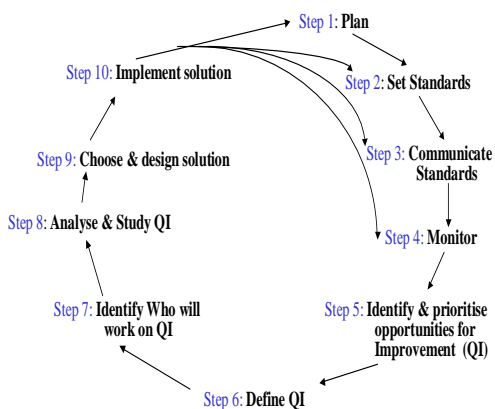 Step 1: Plan
Step 2: Set Standards
Step 3: Communicate
Standards
Step 4: Monitor
Step 5: Identify & prioritise
opportunities for
Improvement (QI)
Step 6: Define QI
Step 7: Identify Who will
work on QI
Step 8: Analyse & Study QI
Step 9: Choose & design solution
Step 10: Implement solution